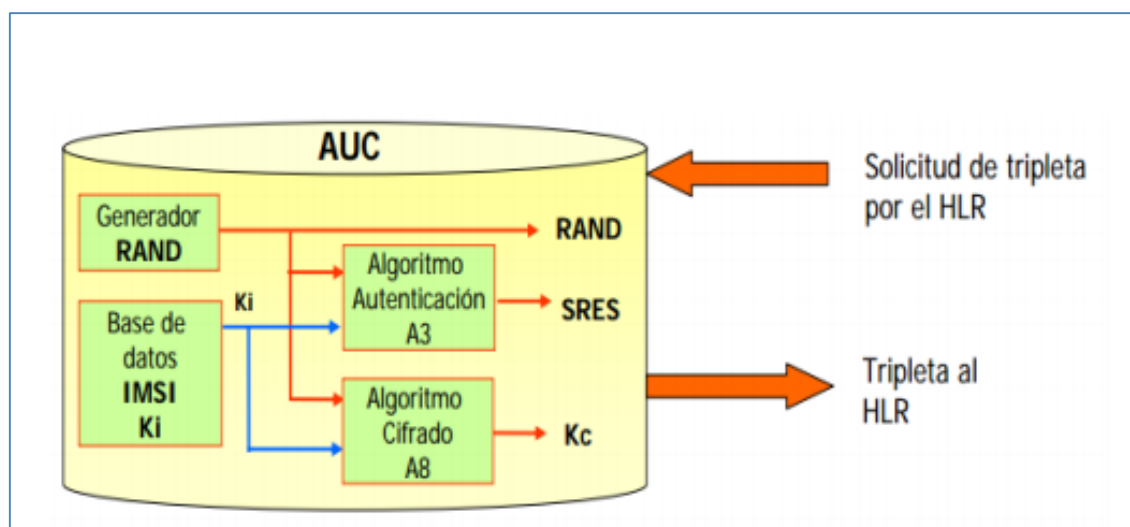 AUC
Generador
RAND
Base de
datos
IMSI
Ki
Ki
Algoritmo
Autenticación
A3
Algoritmo
Cifrado
A8
RAND
SRES
Kc
Solicitud de tripleta
por el HLR
Tripleta al
HLR